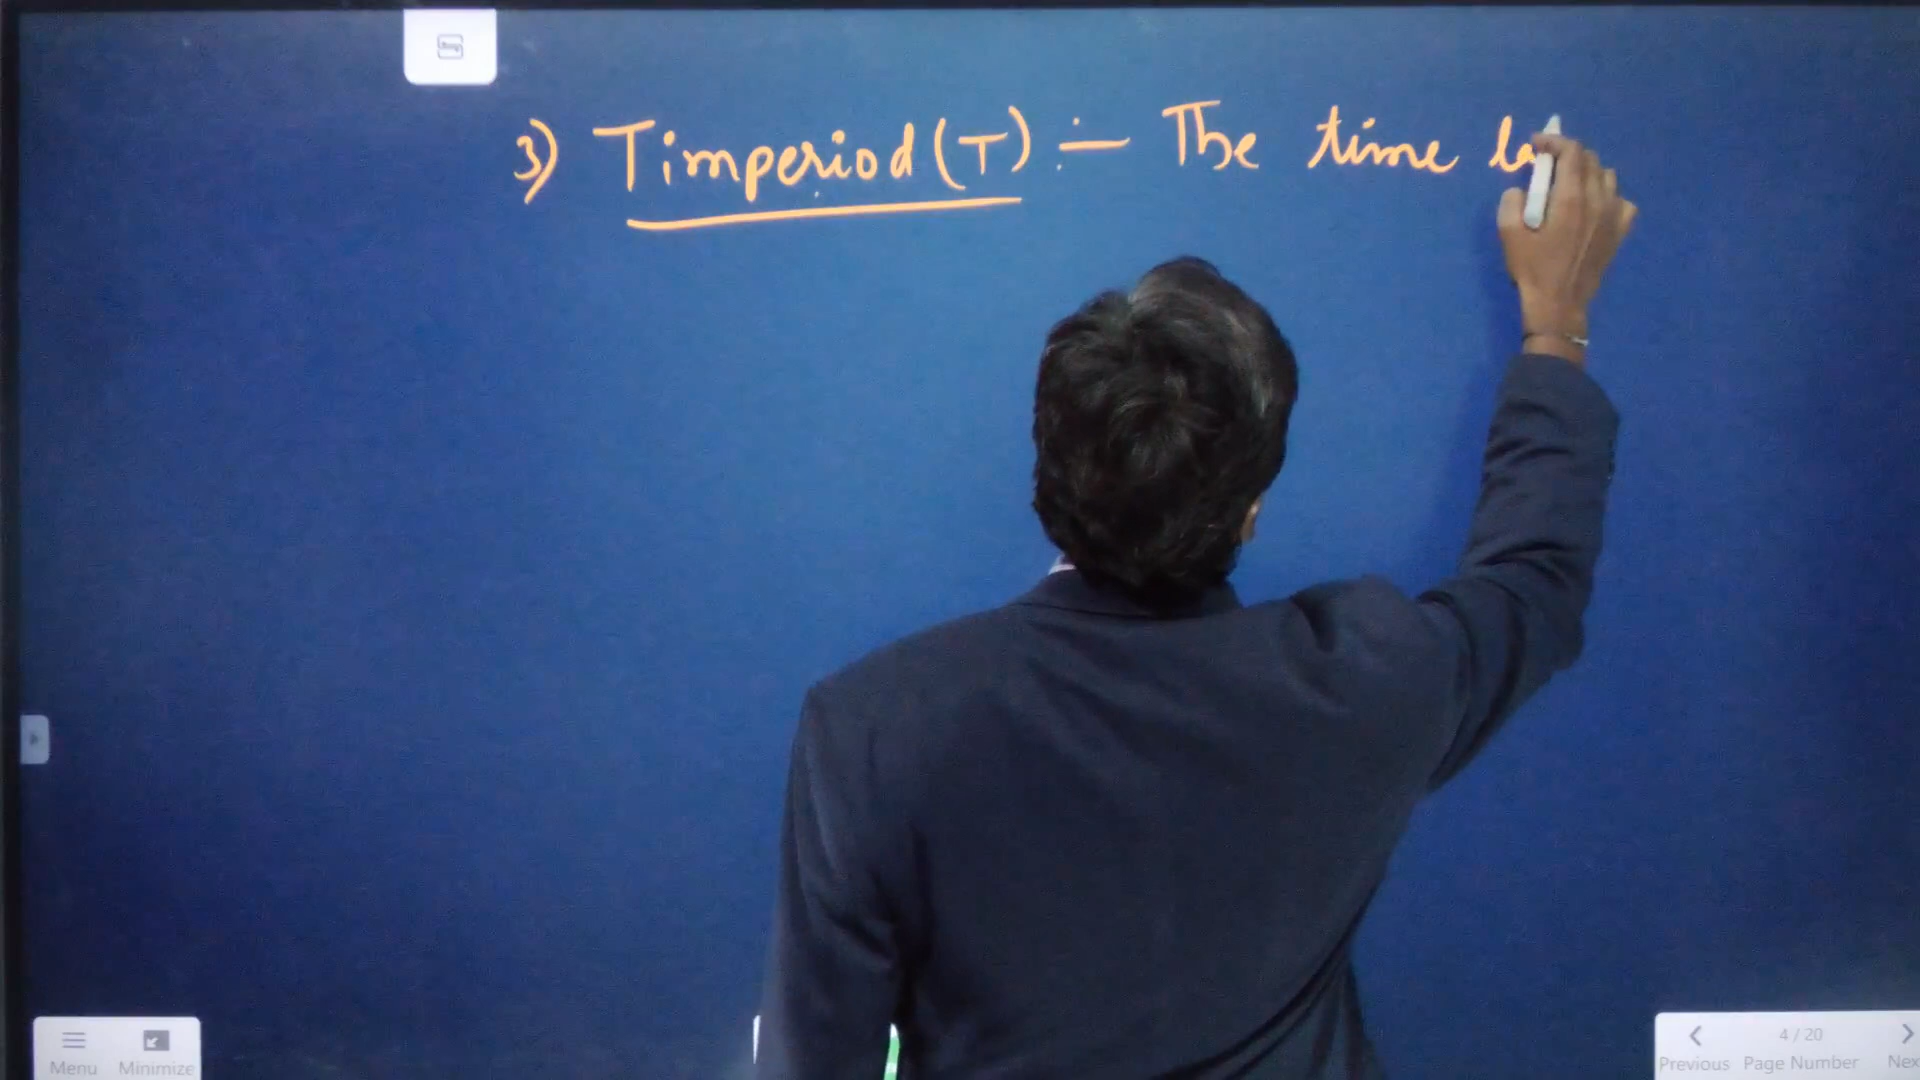 3) Timperiod (T) :- The time
Menu Minimize
4 / 20
Previous Page Number